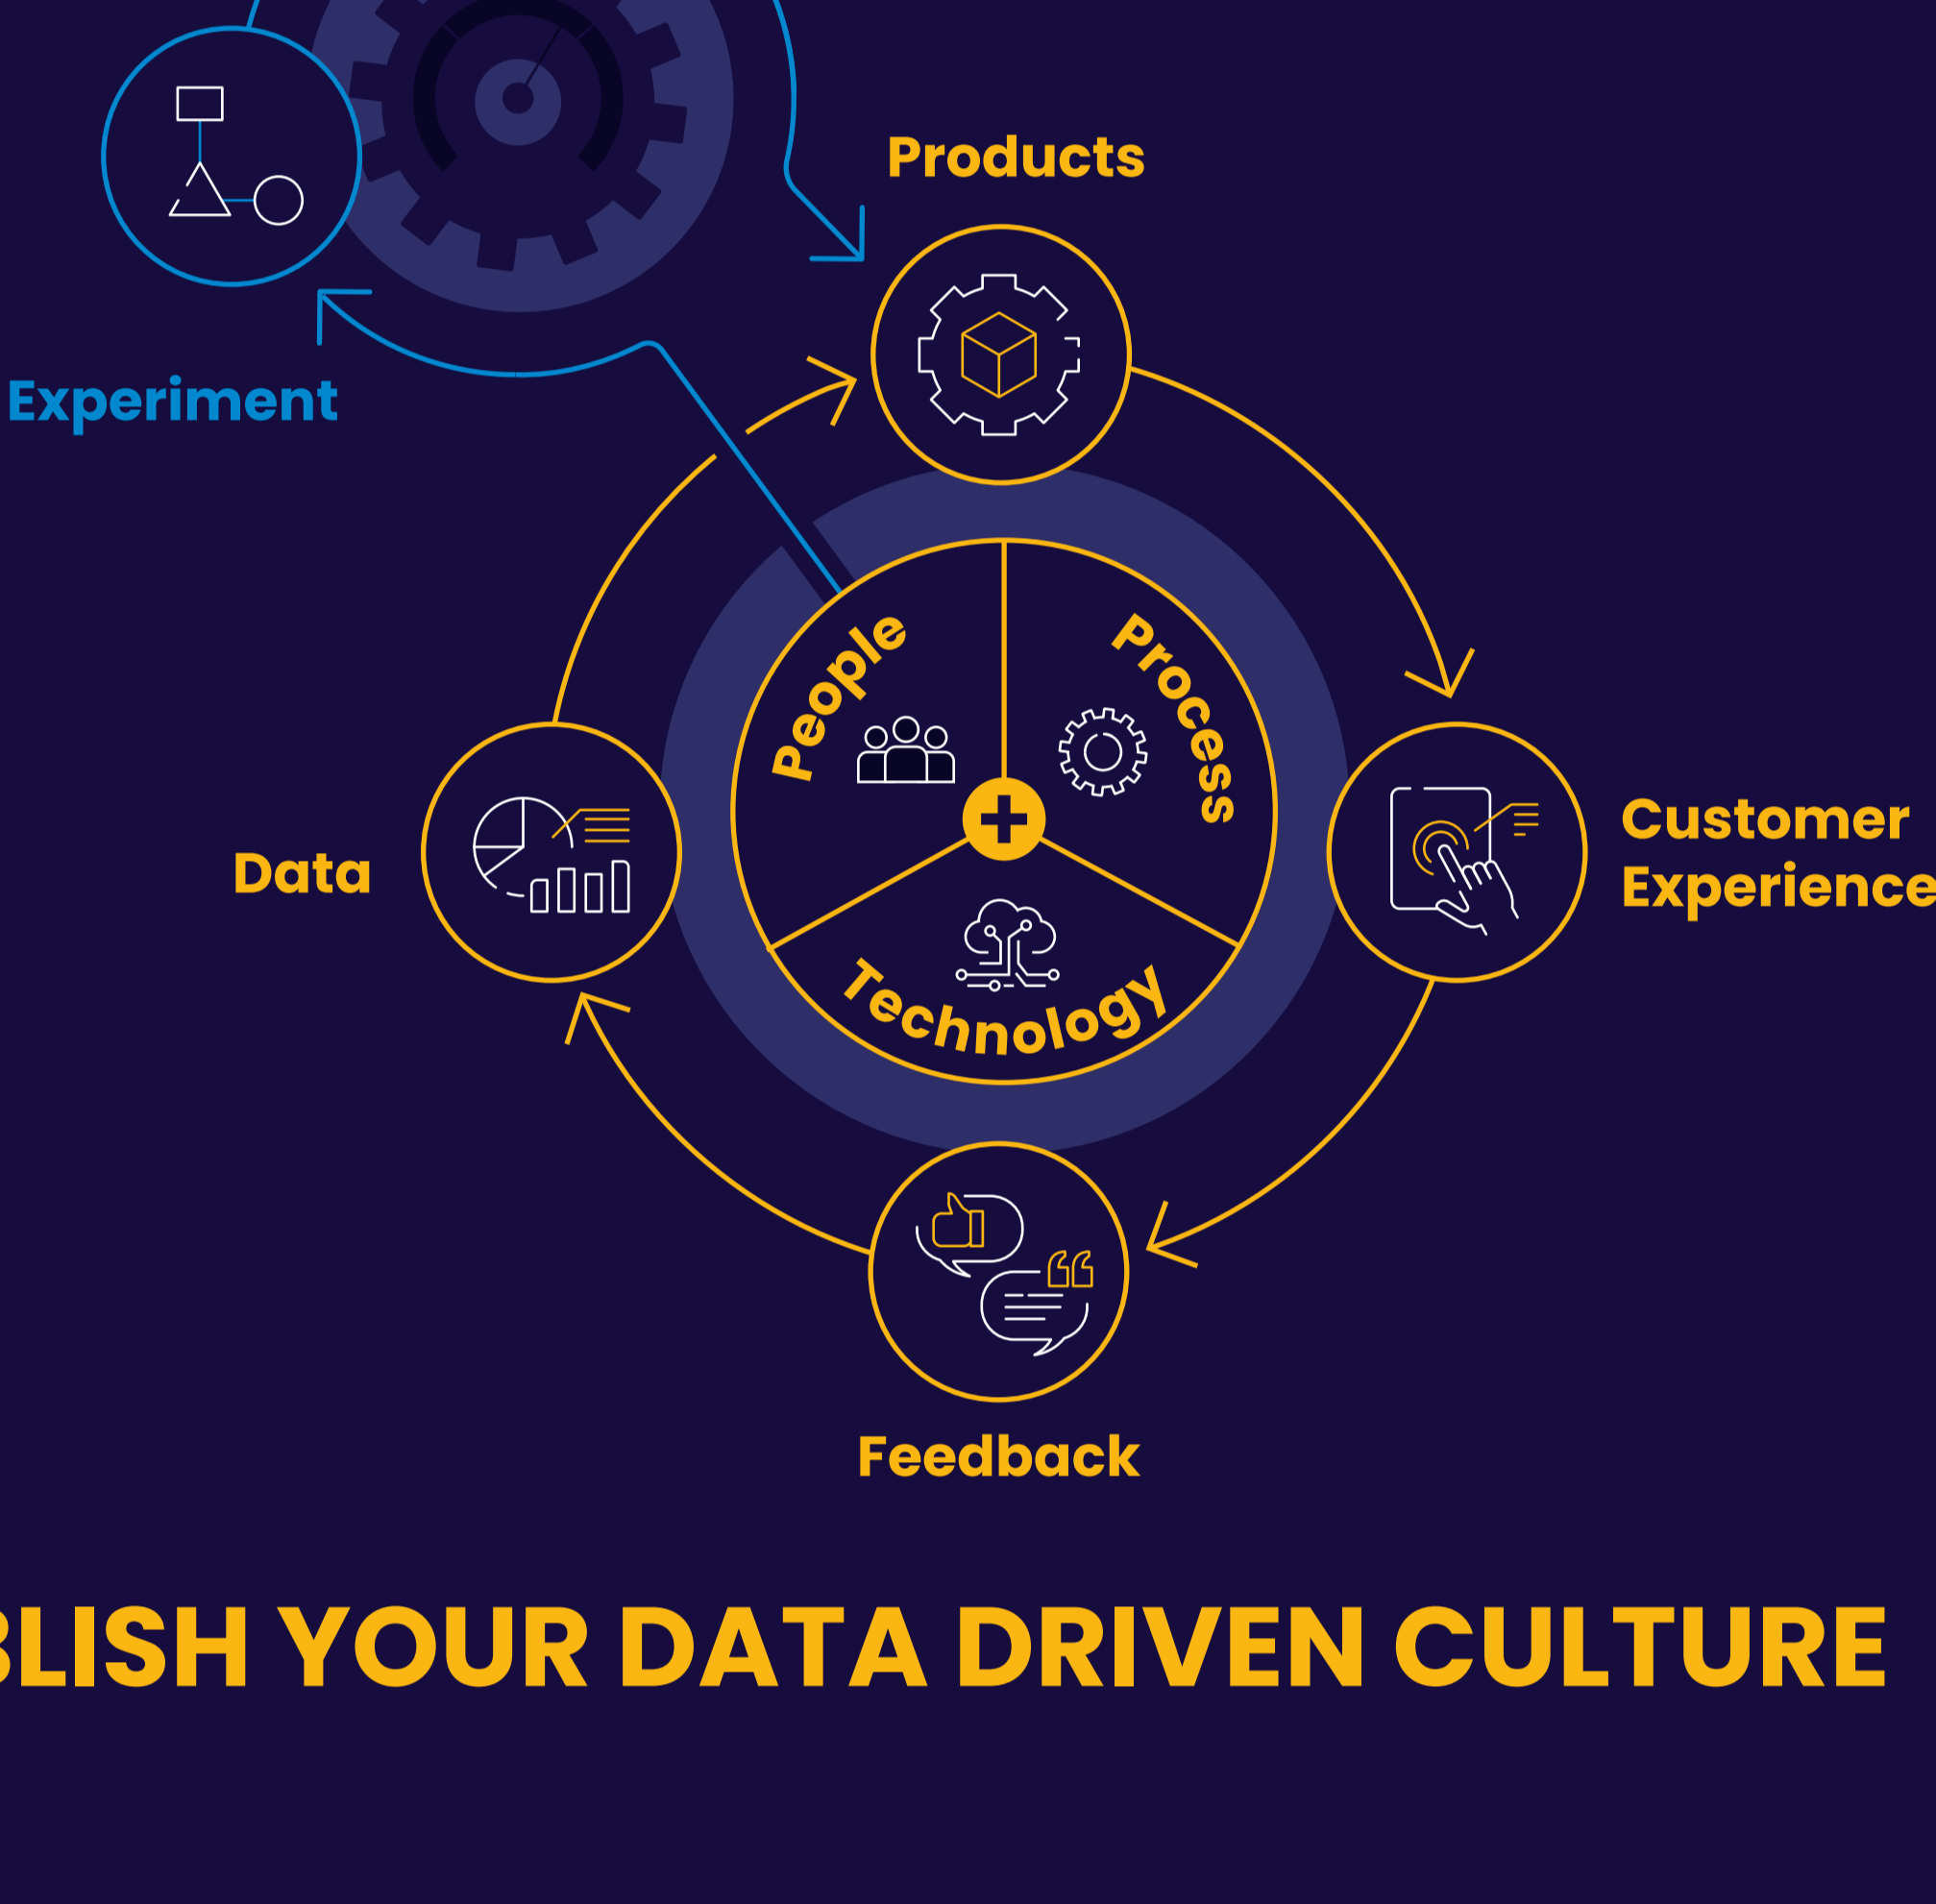 Products
Experiment
People
Process
Customer
Experience
Data
Technology
Feedback
BLISH YOUR DATA DRIVEN CULTURE